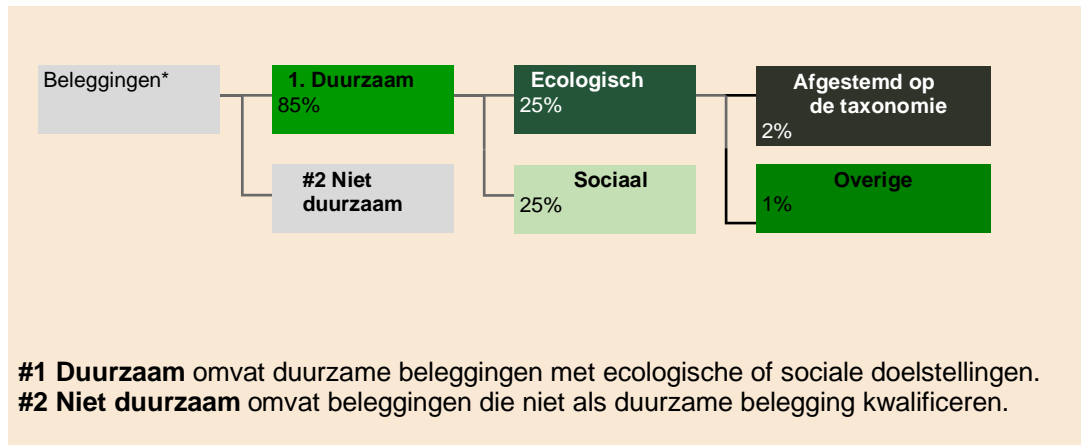 Beleggingen*
1. Duurzaam
85%
#2 Niet
duurzaam
Ecologisch
25%
Sociaal
25%
Afgestemd op
de taxonomie
2%
Overige
1%
#1 Duurzaam omvat duurzame beleggingen met ecologische of sociale doelstellingen.
#2 Niet duurzaam omvat beleggingen die niet als duurzame belegging kwalificeren.